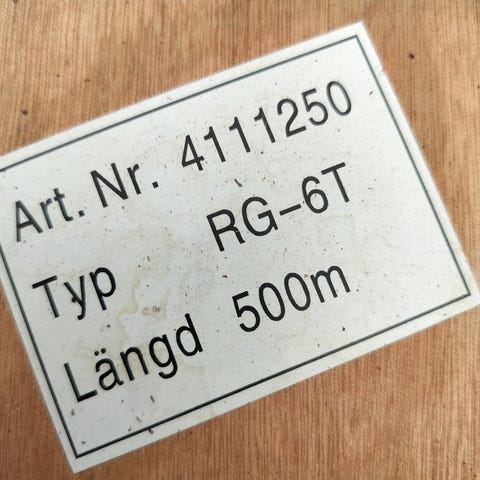 Art. Nr. 4111250
Typ RG-6T
Längd 500m